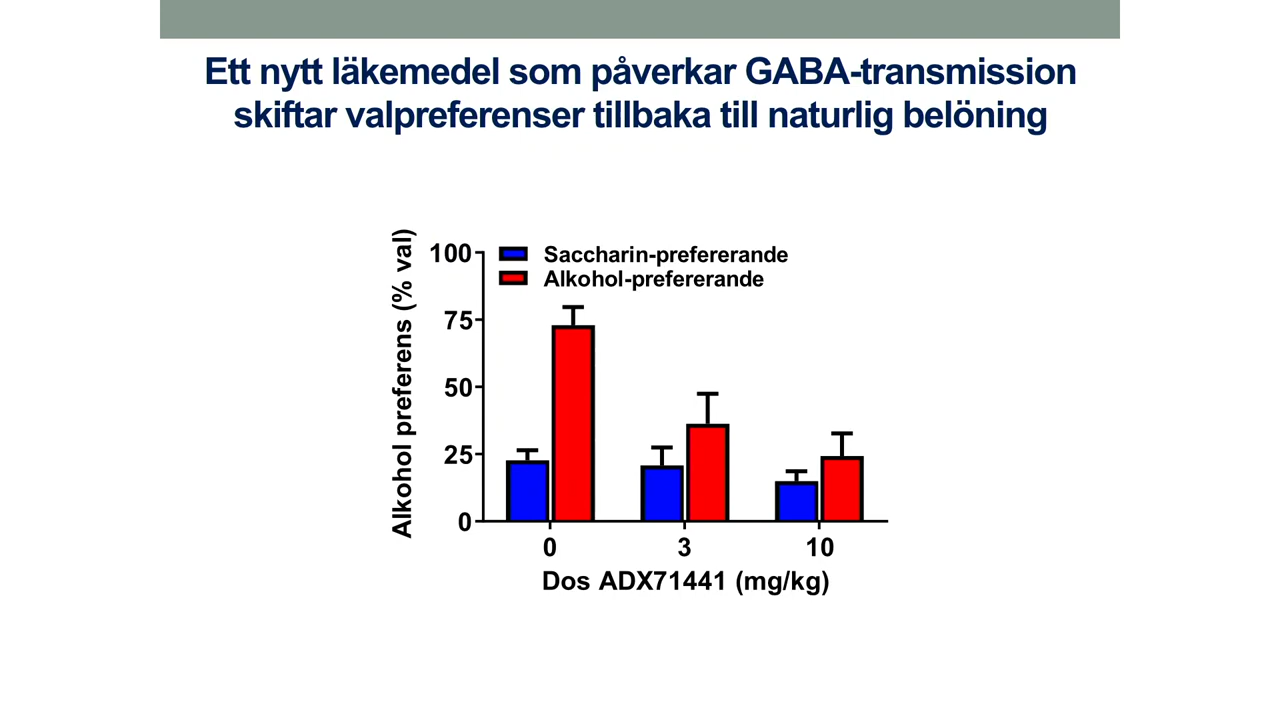 Ett nytt läkemedel som påverkar GABA-transmission
skiftar valpreferenser tillbaka till naturlig belöning
Alkohol preferens (% val)
100
75
50
25
0
Saccharin-prefererande
Alkohol-prefererande
0 3 10
Dos ADX71441 (mg/kg)